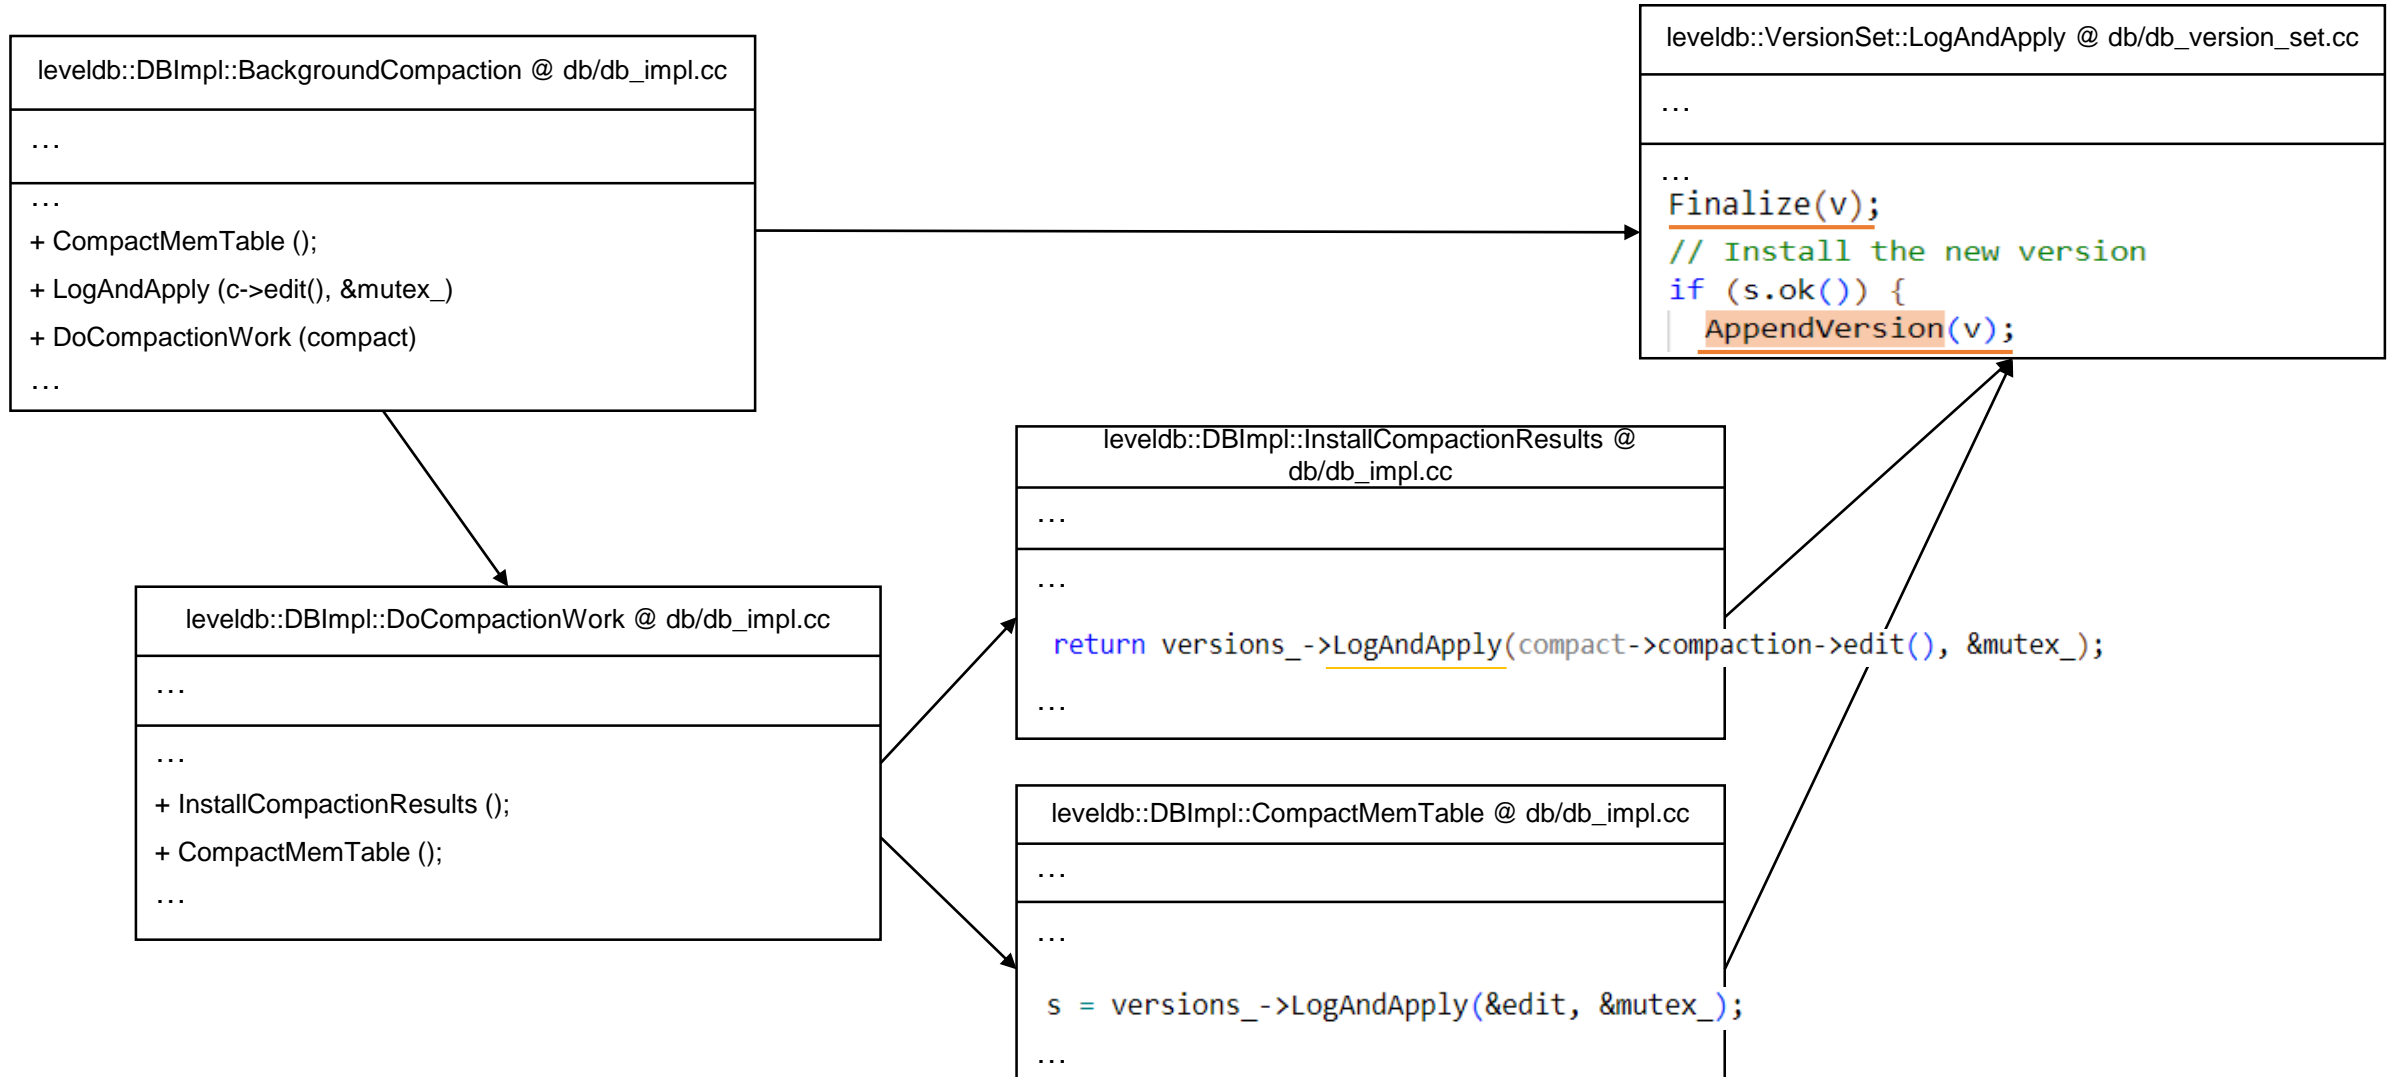 leveldb::DBImpl::BackgroundCompaction @ db/db_impl.cc
…
…
+ CompactMemTable ();
+ LogAndApply (c->edit(), &mutex_)
+ DoCompactionWork (compact)
…
leveldb::VersionSet::LogAndApply @ db/db_version_set.cc
…
…
Finalize(v);
// Install the new version
if (s.ok()) {
AppendVersion(v);
leveldb::DBImpl::DoCompactionWork @ db/db_impl.cc
…
…
+ InstallCompactionResults ();
+ CompactMemTable ();
…
leveldb::DBImpl::InstallCompactionResults @
db/db_impl.cc
…
…
return versions_->LogAndApply(compact->compaction->edit(), &mutex_);
…
leveldb::DBImpl::CompactMemTable @ db/db_impl.cc
…
…
s = versions_->LogAndApply(&edit, &mutex_);
…